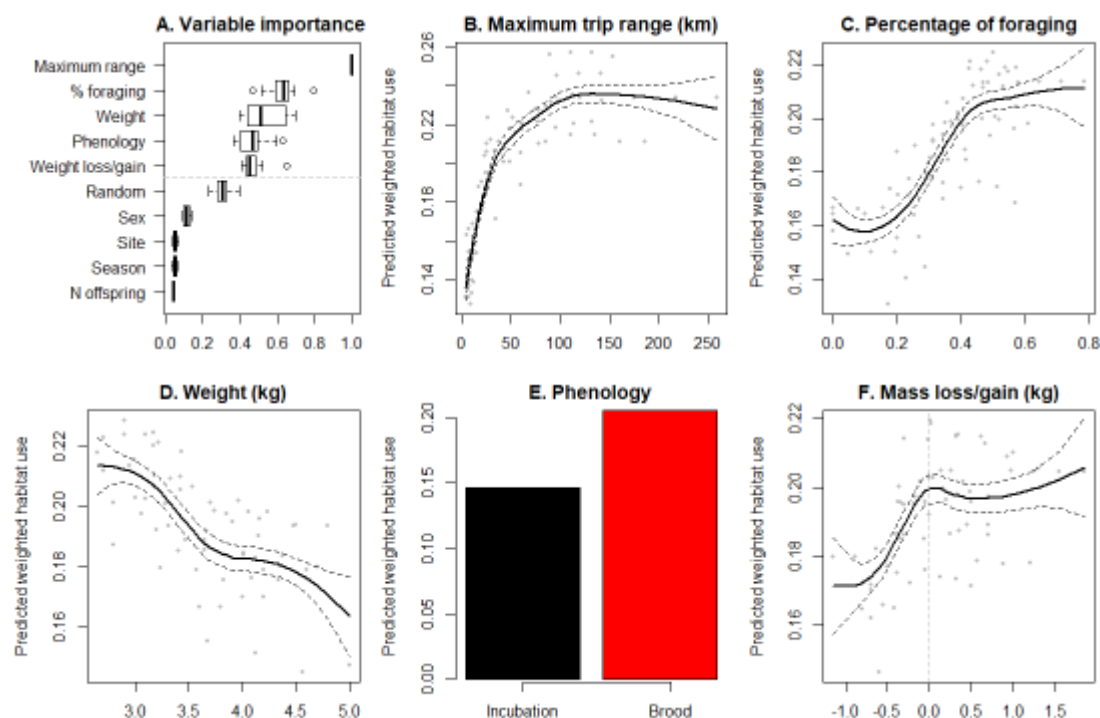 A. Variable importance
Maximum range
% foraging
Weight
Phenology
Weight loss/gain
Random
Sex
Site
Season
N offspring
0.0 0.2 0.4 0.6 0.8 1.0
B. Maximum trip range (km)
Predicted weighted habitat use
0.14 0.18 0.22 0.26
0 50 100 150 200 250
C. Percentage of foraging
Predicted weighted habitat use
0.14 0.16 0.18 0.20 0.22
0.0 0.2 0.4 0.6 0.8
D. Weight (kg)
Predicted weighted habitat use
0.16 0.18 0.20 0.22
3.0 3.5 4.0 4.5 5.0
E. Phenology
Predicted weighted habitat use
0.00 0.05 0.10 0.15 0.20
Incubation Brood
F. Mass loss/gain (kg)
Predicted weighted habitat use
0.16 0.18 0.20 0.22
-1.0 -0.5 0.0 0.5 1.0 1.5